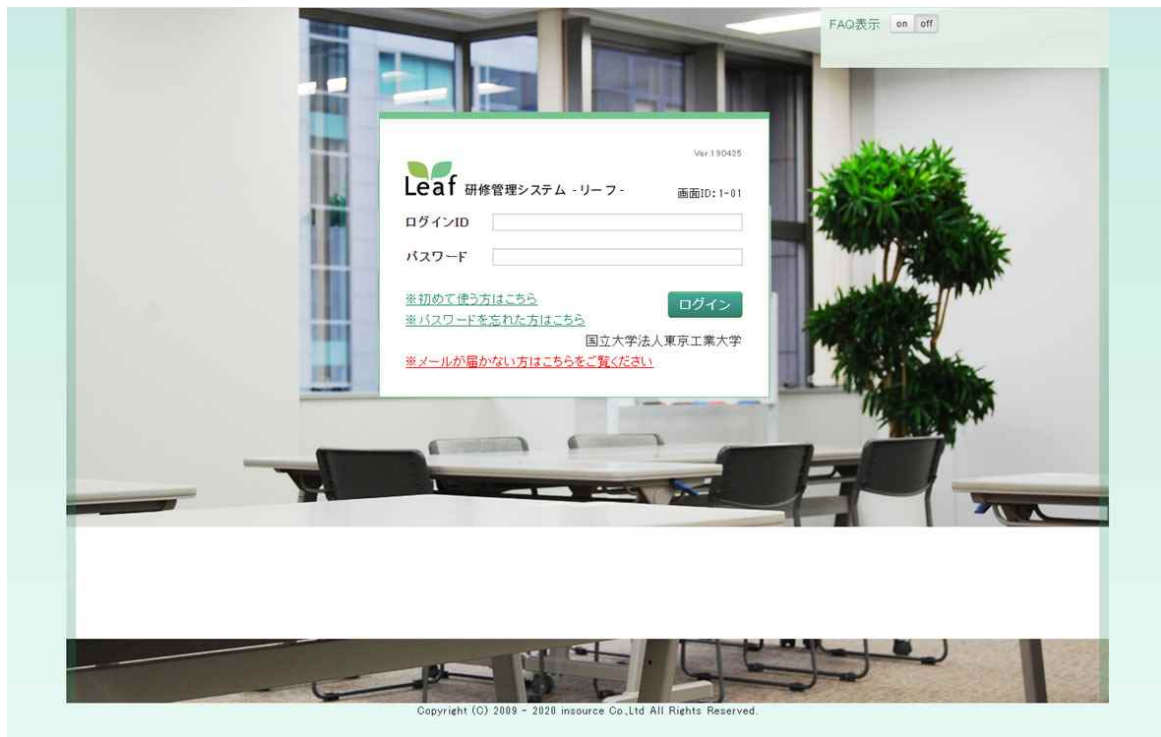 FAQ表示 on off
Ver.190425
Leaf 研修管理システム -リーフ-
画面ID:1-01
ログインID
パスワード
※初めて使う方はこちら
ログイン
※パスワードを忘れた方はこちら
国立大学法人東京工業大学
※メールが届かない方はこちらをご覧ください
Copyright (C) 2009 - 2020 insource Co.,Ltd All Rights Reserved.